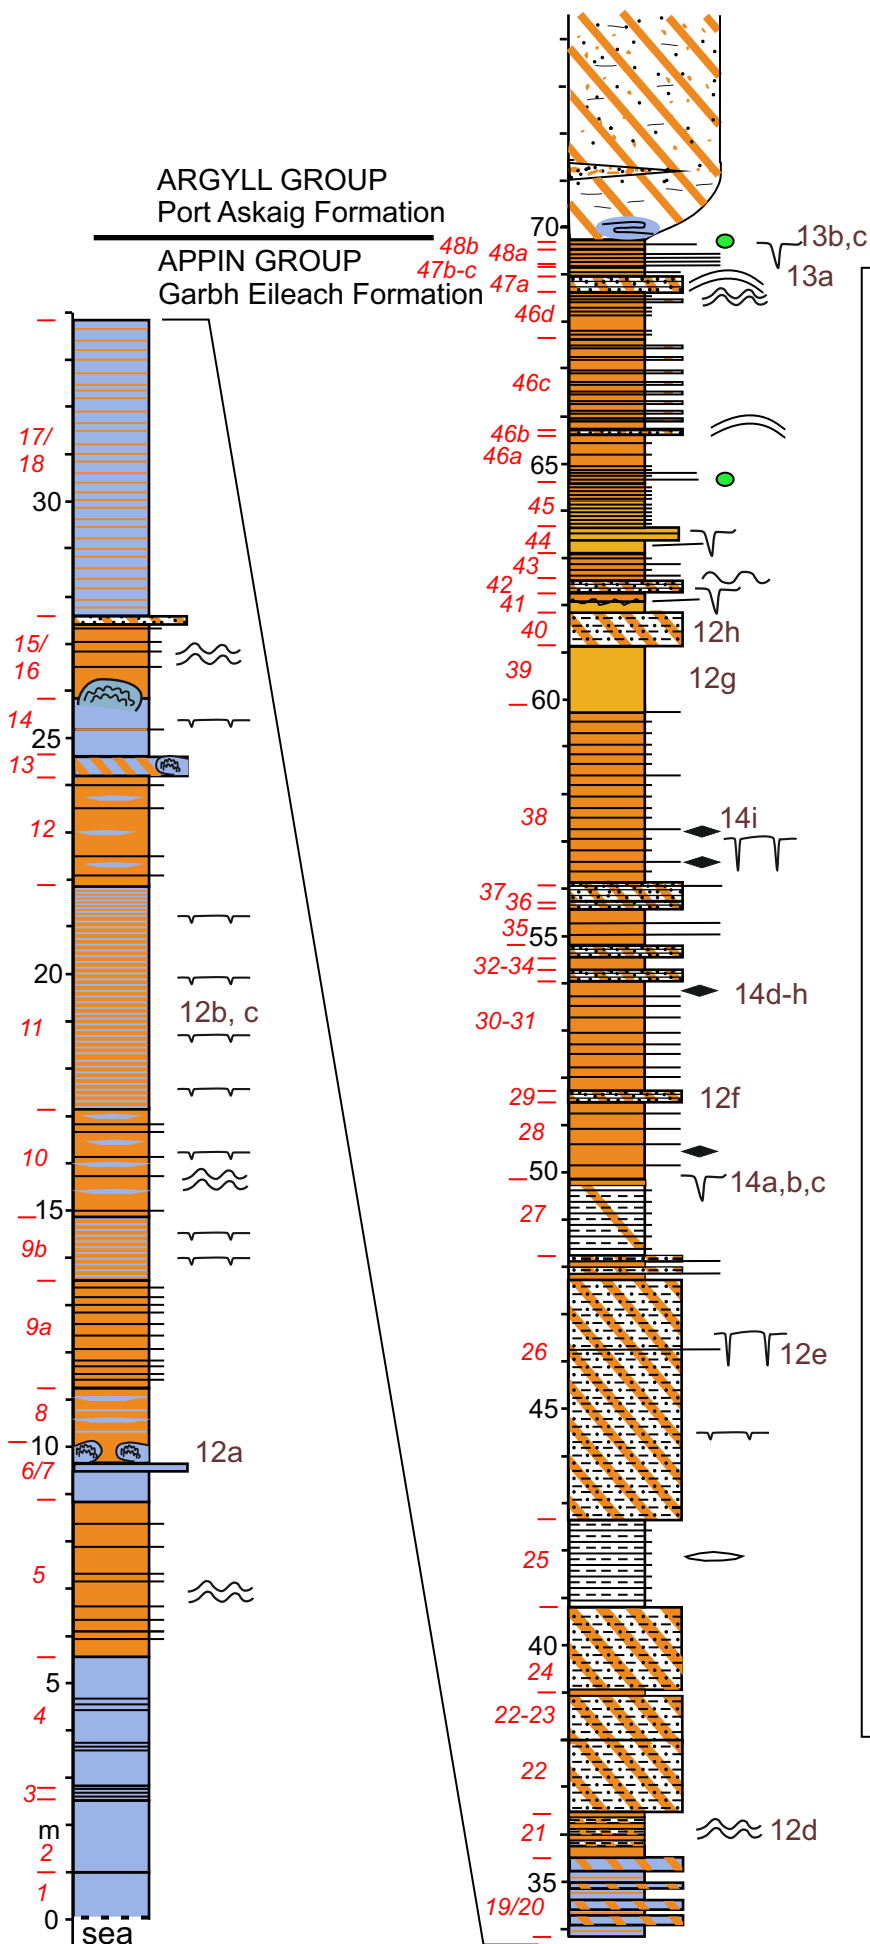 ARGYLL GROUP
Port Askaig Formation
APPIN GROUP
Garbh Eileach Formation
17/
18
30
15/
16
14
25
13
12
20
12b, c
11
10
15
9b
9a
8
10
12a
6/7
5
5
4
3
m
2
1
0
sea
70
48b
48a
13b,c
47b-c
47a
13a
46d
46c
46b
46a
65
45
44
43
42
41
40
12h
39
12g
60
38
14i
37
36
35
55
32-34
14d-h
30-31
29
12f
28
50
14a,b,c
27
26
12e
45
25
40
24
22-23
22
21
12d
35
19/20